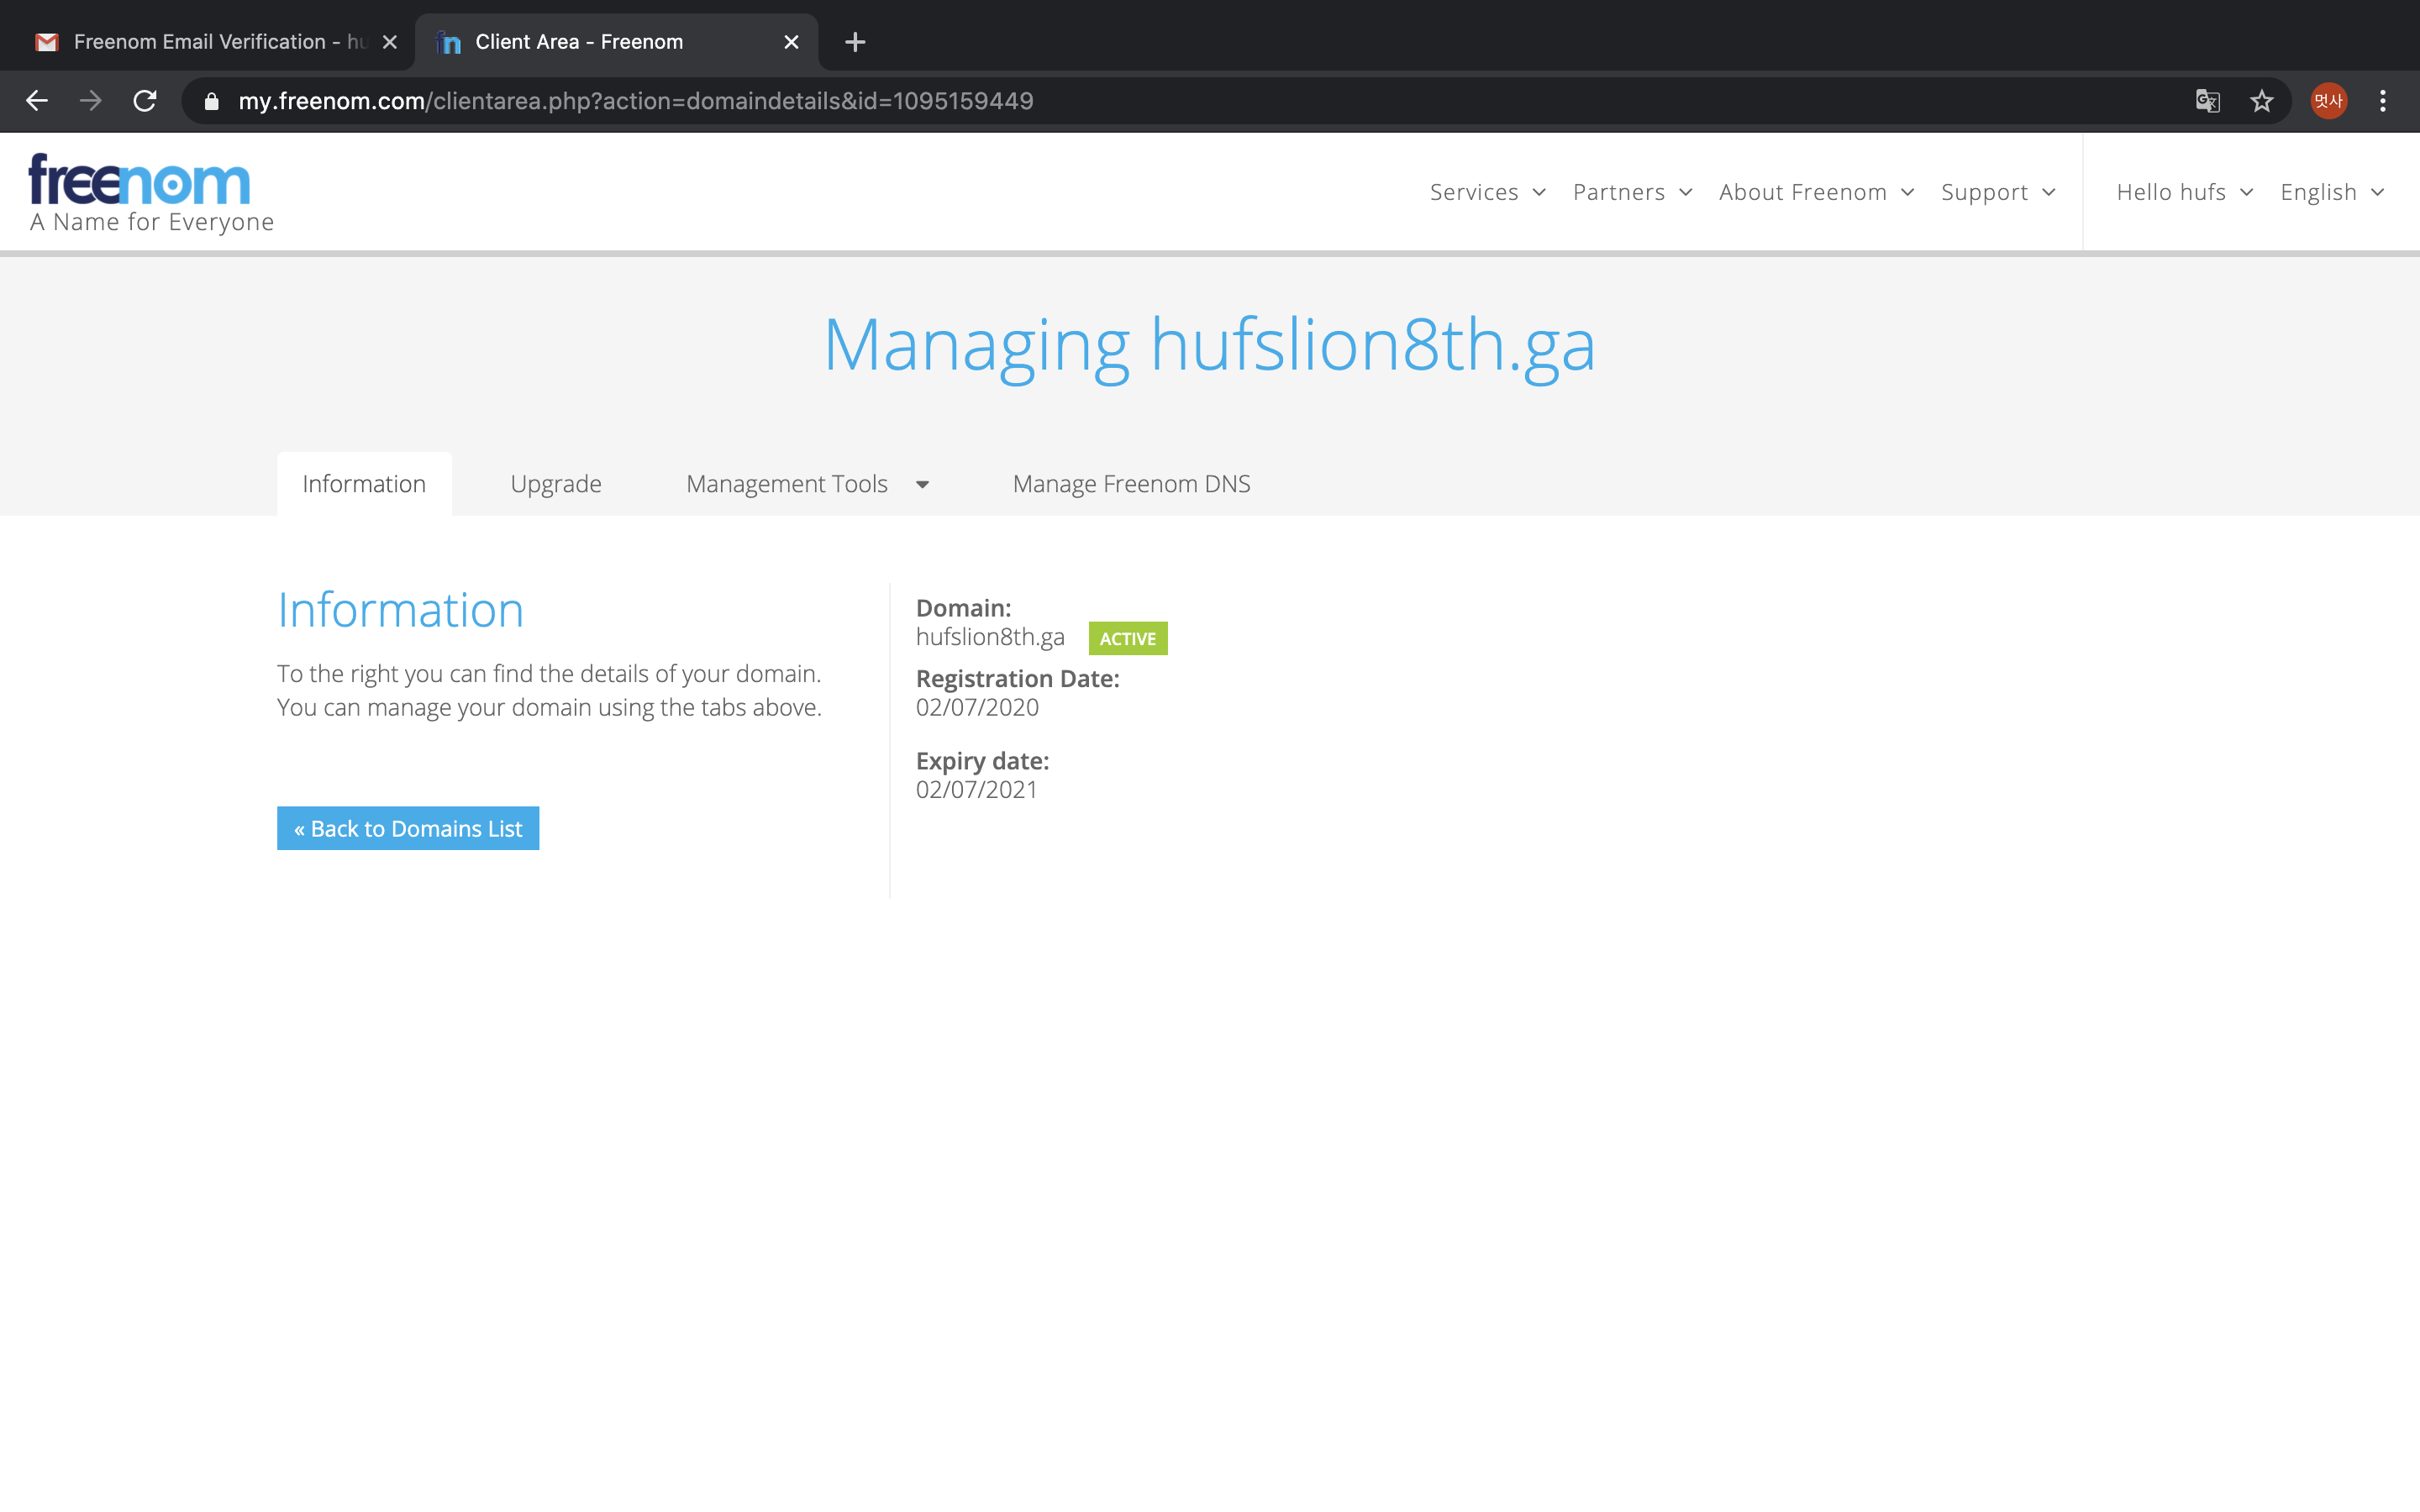 Freenom Email Verification - hu
Client Area - Freenom
my.freenom.com/clientarea.php?action=domaindetails&id=1095159449
멋사
freenom
A Name for Everyone
Services
Partners
About Freenom
Support
Hello hufs
English
Managing hufslion8th.ga
Information
Upgrade
Management Tools
Manage Freenom DNS
Information
To the right you can find the details of your domain.
You can manage your domain using the tabs above.
« Back to Domains List
Domain:
hufslion8th.ga ACTIVE
Registration Date:
02/07/2020
Expiry date:
02/07/2021